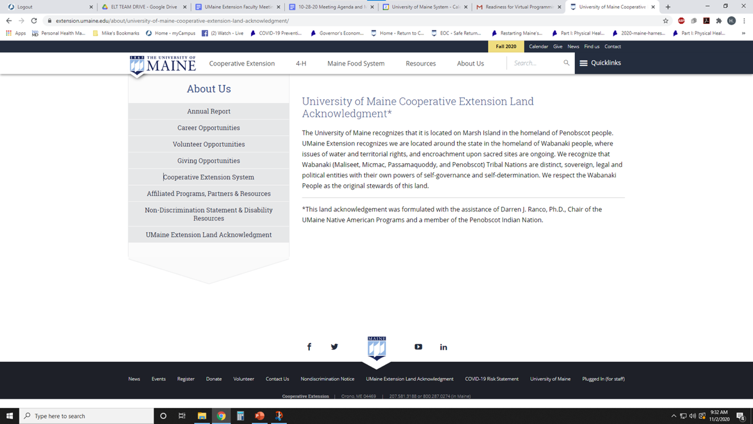 Logout
ELT TEAM DRIVE - Google Drive
UMaine Extension Faculty Meeti
10-28-20 Meeting Agenda and
University of Maine System - Ca
Readiness for Virtual Programmi
University of Maine Cooperative
extension.umaine.edu/about/university-of-maine-cooperative-extension-land-acknowledgment/
Apps Personal Health Ma... Mike's Bookmarks Home - myCampus (2) Watch - Live COVID-19 Preventi... Governor's Econom... Home - Return to C... EOC - Safe Return... Restarting Maine's... Part I: Physical Heal... 2020-maine-harnes... Part I: Physical Heal...
Fall 2020 Calendar Give News Find us Contact
1865 THE UNIVERSITY OF
MAINE
Cooperative Extension 4-H Maine Food System Resources About Us Search... Quicklinks
About Us
Annual Report
Career Opportunities
Volunteer Opportunities
Giving Opportunities
Cooperative Extension System
Affiliated Programs, Partners & Resources
Non-Discrimination Statement & Disability
Resources
UMaine Extension Land Acknowledgment
University of Maine Cooperative Extension Land
Acknowledgment*
The University of Maine recognizes that it is located on Marsh Island in the homeland of Penobscot people.
UMaine Extension recognizes we are located around the state in the homeland of Wabanaki people, where
issues of water and territorial rights, and encroachment upon sacred sites are ongoing. We recognize that
Wabanaki (Maliseet, Micmac, Passamaquoddy, and Penobscot) Tribal Nations are distinct, sovereign, legal and
political entities with their own powers of self-governance and self-determination. We respect the Wabanaki
People as the original stewards of this land.
*This land acknowledgement was formulated with the assistance of Darren J. Ranco, Ph.D., Chair of the
UMaine Native American Programs and a member of the Penobscot Indian Nation.
MAINE
News Events Register Donate Volunteer Contact Us Nondiscrimination Notice UMaine Extension Land Acknowledgment COVID-19 Risk Statement University of Maine Plugged In (for staff)
Cooperative Extension | Orono, ME 04469 | 207.581.3188 or 800.287.0274 (in Maine)
Type here to search
9:32 AM
11/2/2020